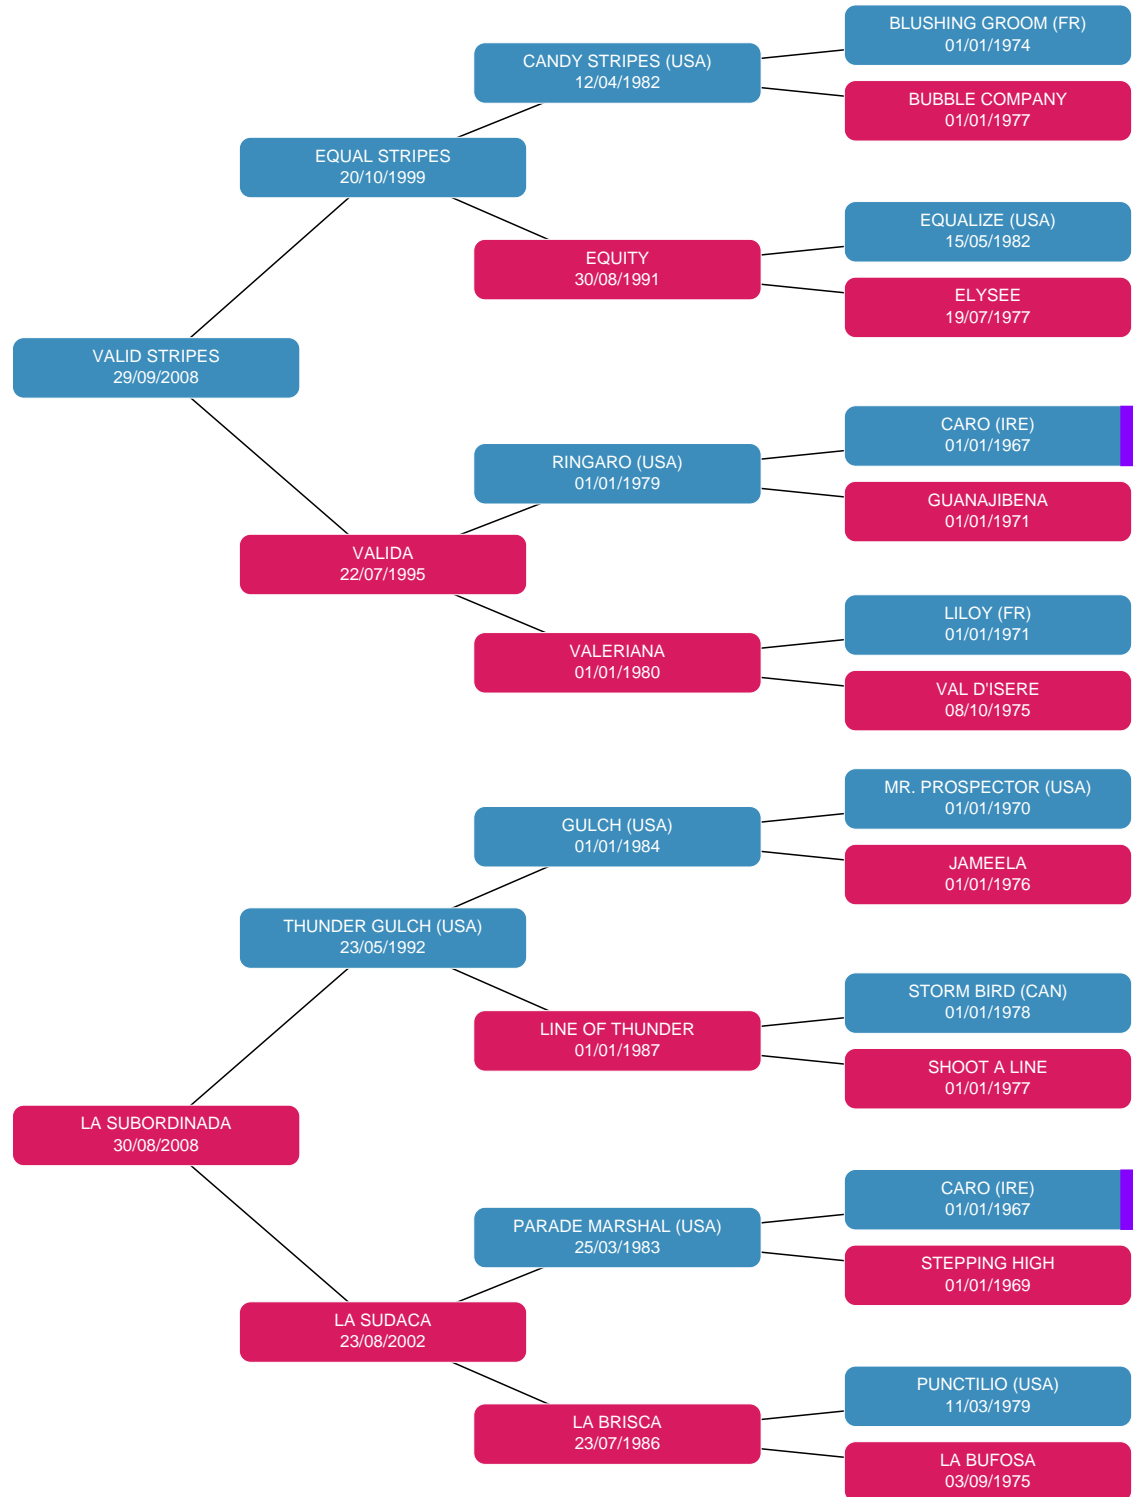 BLUSHING GROOM (FR)
01/01/1974
CANDY STRIPES (USA)
12/04/1982
BUBBLE COMPANY
01/01/1977
EQUAL STRIPES
20/10/1999
EQUALIZE (USA)
15/05/1982
EQUITY
30/08/1991
ELYSEE
19/07/1977
VALID STRIPES
29/09/2008
CARO (IRE)
01/01/1967
RINGARO (USA)
01/01/1979
GUANAJIBENA
01/01/1971
VALIDA
22/07/1995
LILOY (FR)
01/01/1971
VALERIANA
01/01/1980
VAL D'ISERE
08/10/1975
MR. PROSPECTOR (USA)
01/01/1970
GULCH (USA)
01/01/1984
JAMEELA
01/01/1976
THUNDER GULCH (USA)
23/05/1992
STORM BIRD (CAN)
01/01/1978
LINE OF THUNDER
01/01/1987
SHOOT A LINE
01/01/1977
LA SUBORDINADA
30/08/2008
CARO (IRE)
01/01/1967
PARADE MARSHAL (USA)
25/03/1983
STEPPING HIGH
01/01/1969
LA SUDACA
23/08/2002
PUNCTILIO (USA)
11/03/1979
LA BRISCA
23/07/1986
LA BUFOSA
03/09/1975